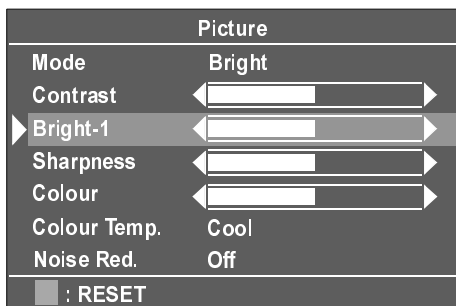 Picture
Mode Bright
Contrast
Bright-1
Sharpness
Colour
Colour Temp. Cool
Noise Red. Off
: RESET